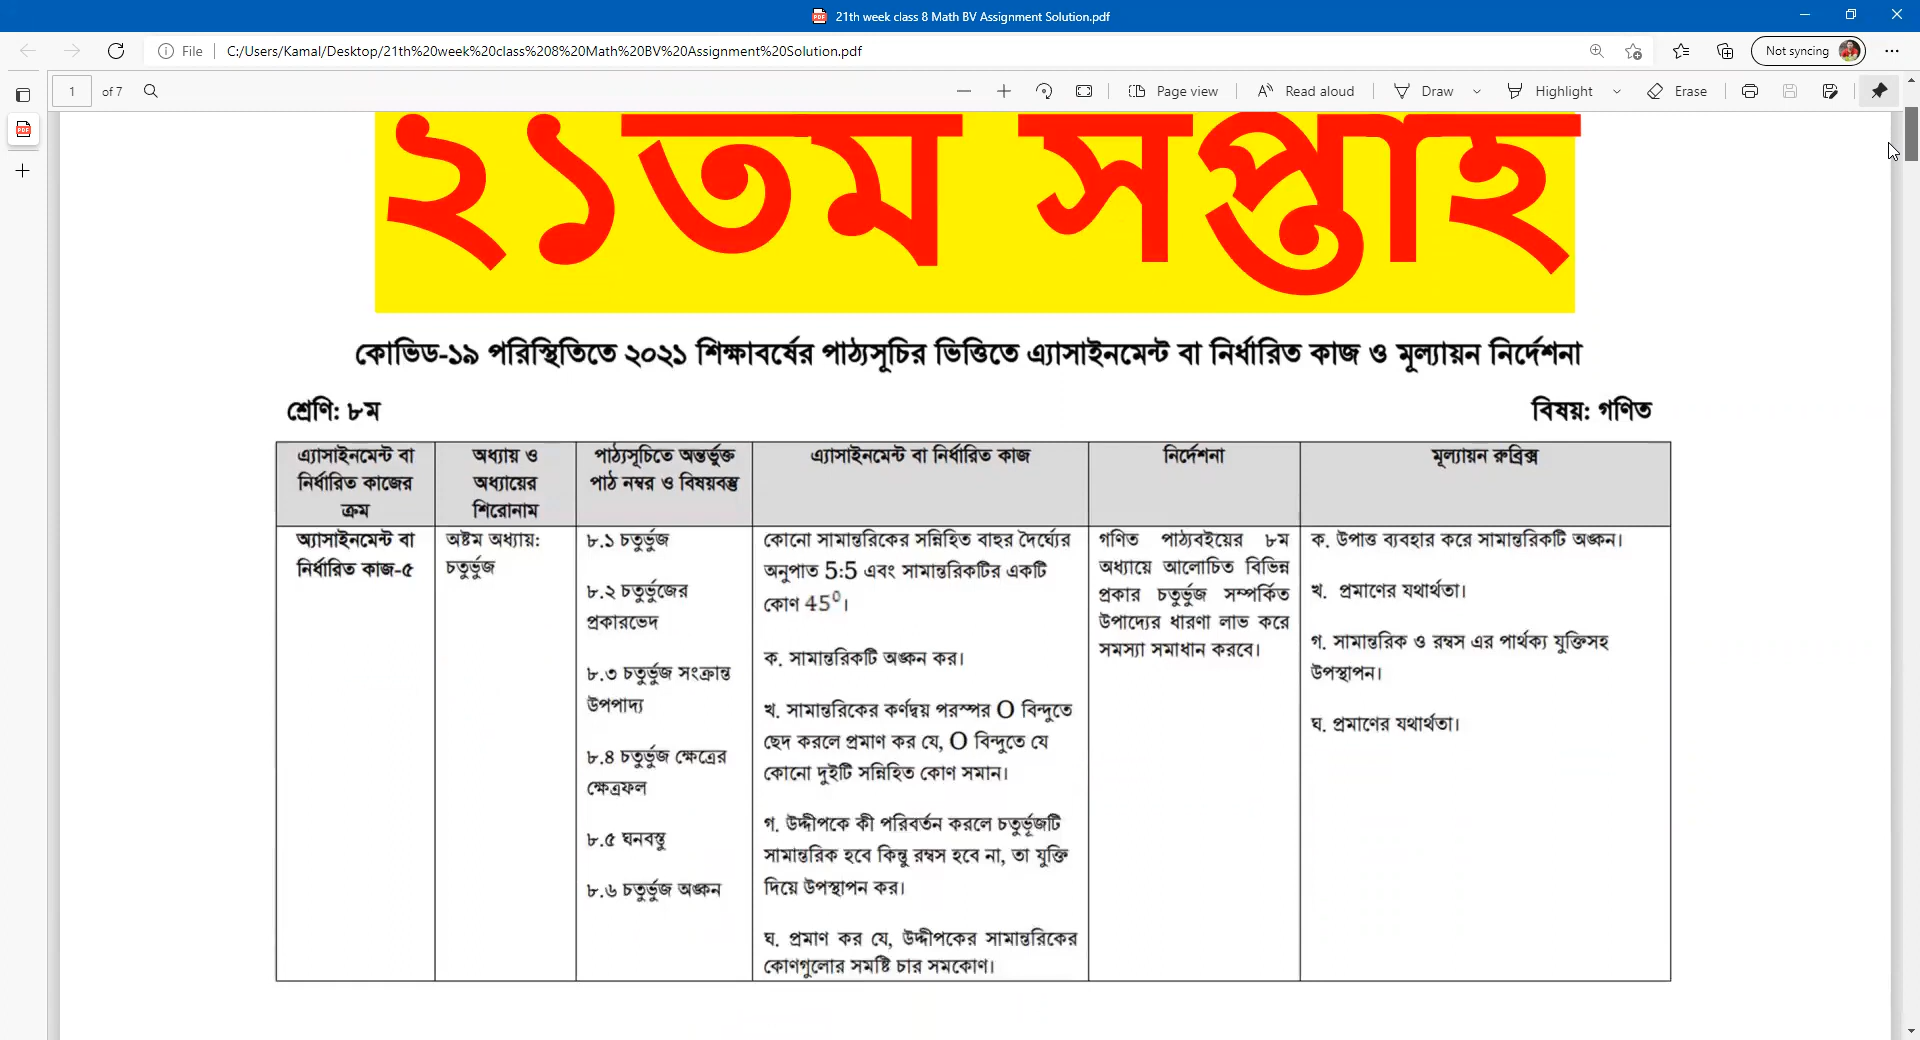 21th week class 8 Math BV Assignment Solution.pdf
File
C:/Users/Kamal/Desktop/21th%20week%20class%208%20Math%20BV%20Assignment%20Solution.pdf
Not syncing
1 of 7
Page view
Read aloud
Draw
Highlight
Erase
২১তম সপ্তাহ
কোভিড-১৯ পরিস্থিতিতে ২০২১ শিক্ষাবর্ষের পাঠ্যসূচির ভিত্তিতে এ্যাসাইনমেন্ট বা নির্ধারিত কাজ ও মূল্যায়ন নির্দেশনা
শ্রেণি: ৮ম
বিষয়: গণিত
এ্যাসাইনমেন্ট বা
নির্ধারিত কাজের
ক্রম
অধ্যায় ও
অধ্যায়ের
শিরোনাম
পাঠ্যসূচিতে অন্তর্ভুক্ত
পাঠ নম্বর ও বিষয়বস্তু
এ্যাসাইনমেন্ট বা নির্ধারিত কাজ
নির্দেশনা
মূল্যায়ন রুব্রিক্স
অ্যাসাইনমেন্ট বা
নির্ধারিত কাজ-৫
অষ্টম অধ্যায়:
চতুর্ভুজ
৮.১ চতুর্ভুজ
৮.২ চতুর্ভুজের
প্রকারভেদ
৮.৩ চতুর্ভুজ সংক্রান্ত
উপপাদ্য
৮.৪ চতুর্ভুজ ক্ষেত্রের
ক্ষেত্রফল
৮.৫ ঘনবস্তু
৮.৬ চতুর্ভুজ অঙ্কন
কোনো সামান্তরিকের সন্নিহিত বাহুর দৈর্ঘ্যের
অনুপাত 5:5 এবং সামান্তরিকটির একটি
কোণ 45⁰।
ক. সামান্তরিকটি অঙ্কন কর।
খ. সামান্তরিকের কর্ণদ্বয় পরস্পর O বিন্দুতে
ছেদ করলে প্রমাণ কর যে, O বিন্দুতে যে
কোনো দুইটি সন্নিহিত কোণ সমান।
গ. উদ্দীপকে কী পরিবর্তন করলে চতুর্ভূজটি
সামান্তরিক হবে কিন্তু রম্বস হবে না, তা যুক্তি
দিয়ে উপস্থাপন কর।
ঘ. প্রমাণ কর যে, উদ্দীপকের সামান্তরিকের
কোণগুলোর সমষ্টি চার সমকোণ।
গণিত পাঠ্যবইয়ের ৮ম
অধ্যায়ে আলোচিত বিভিন্ন
প্রকার চতুর্ভুজ সম্পর্কিত
উপাদ্যের ধারণা লাভ করে
সমস্যা সমাধান করবে।
ক. উপাত্ত ব্যবহার করে সামান্তরিকটি অঙ্কন।
খ. প্রমাণের যথার্থতা।
গ. সামান্তরিক ও রম্বস এর পার্থক্য যুক্তিসহ
উপস্থাপন।
ঘ. প্রমাণের যথার্থতা।